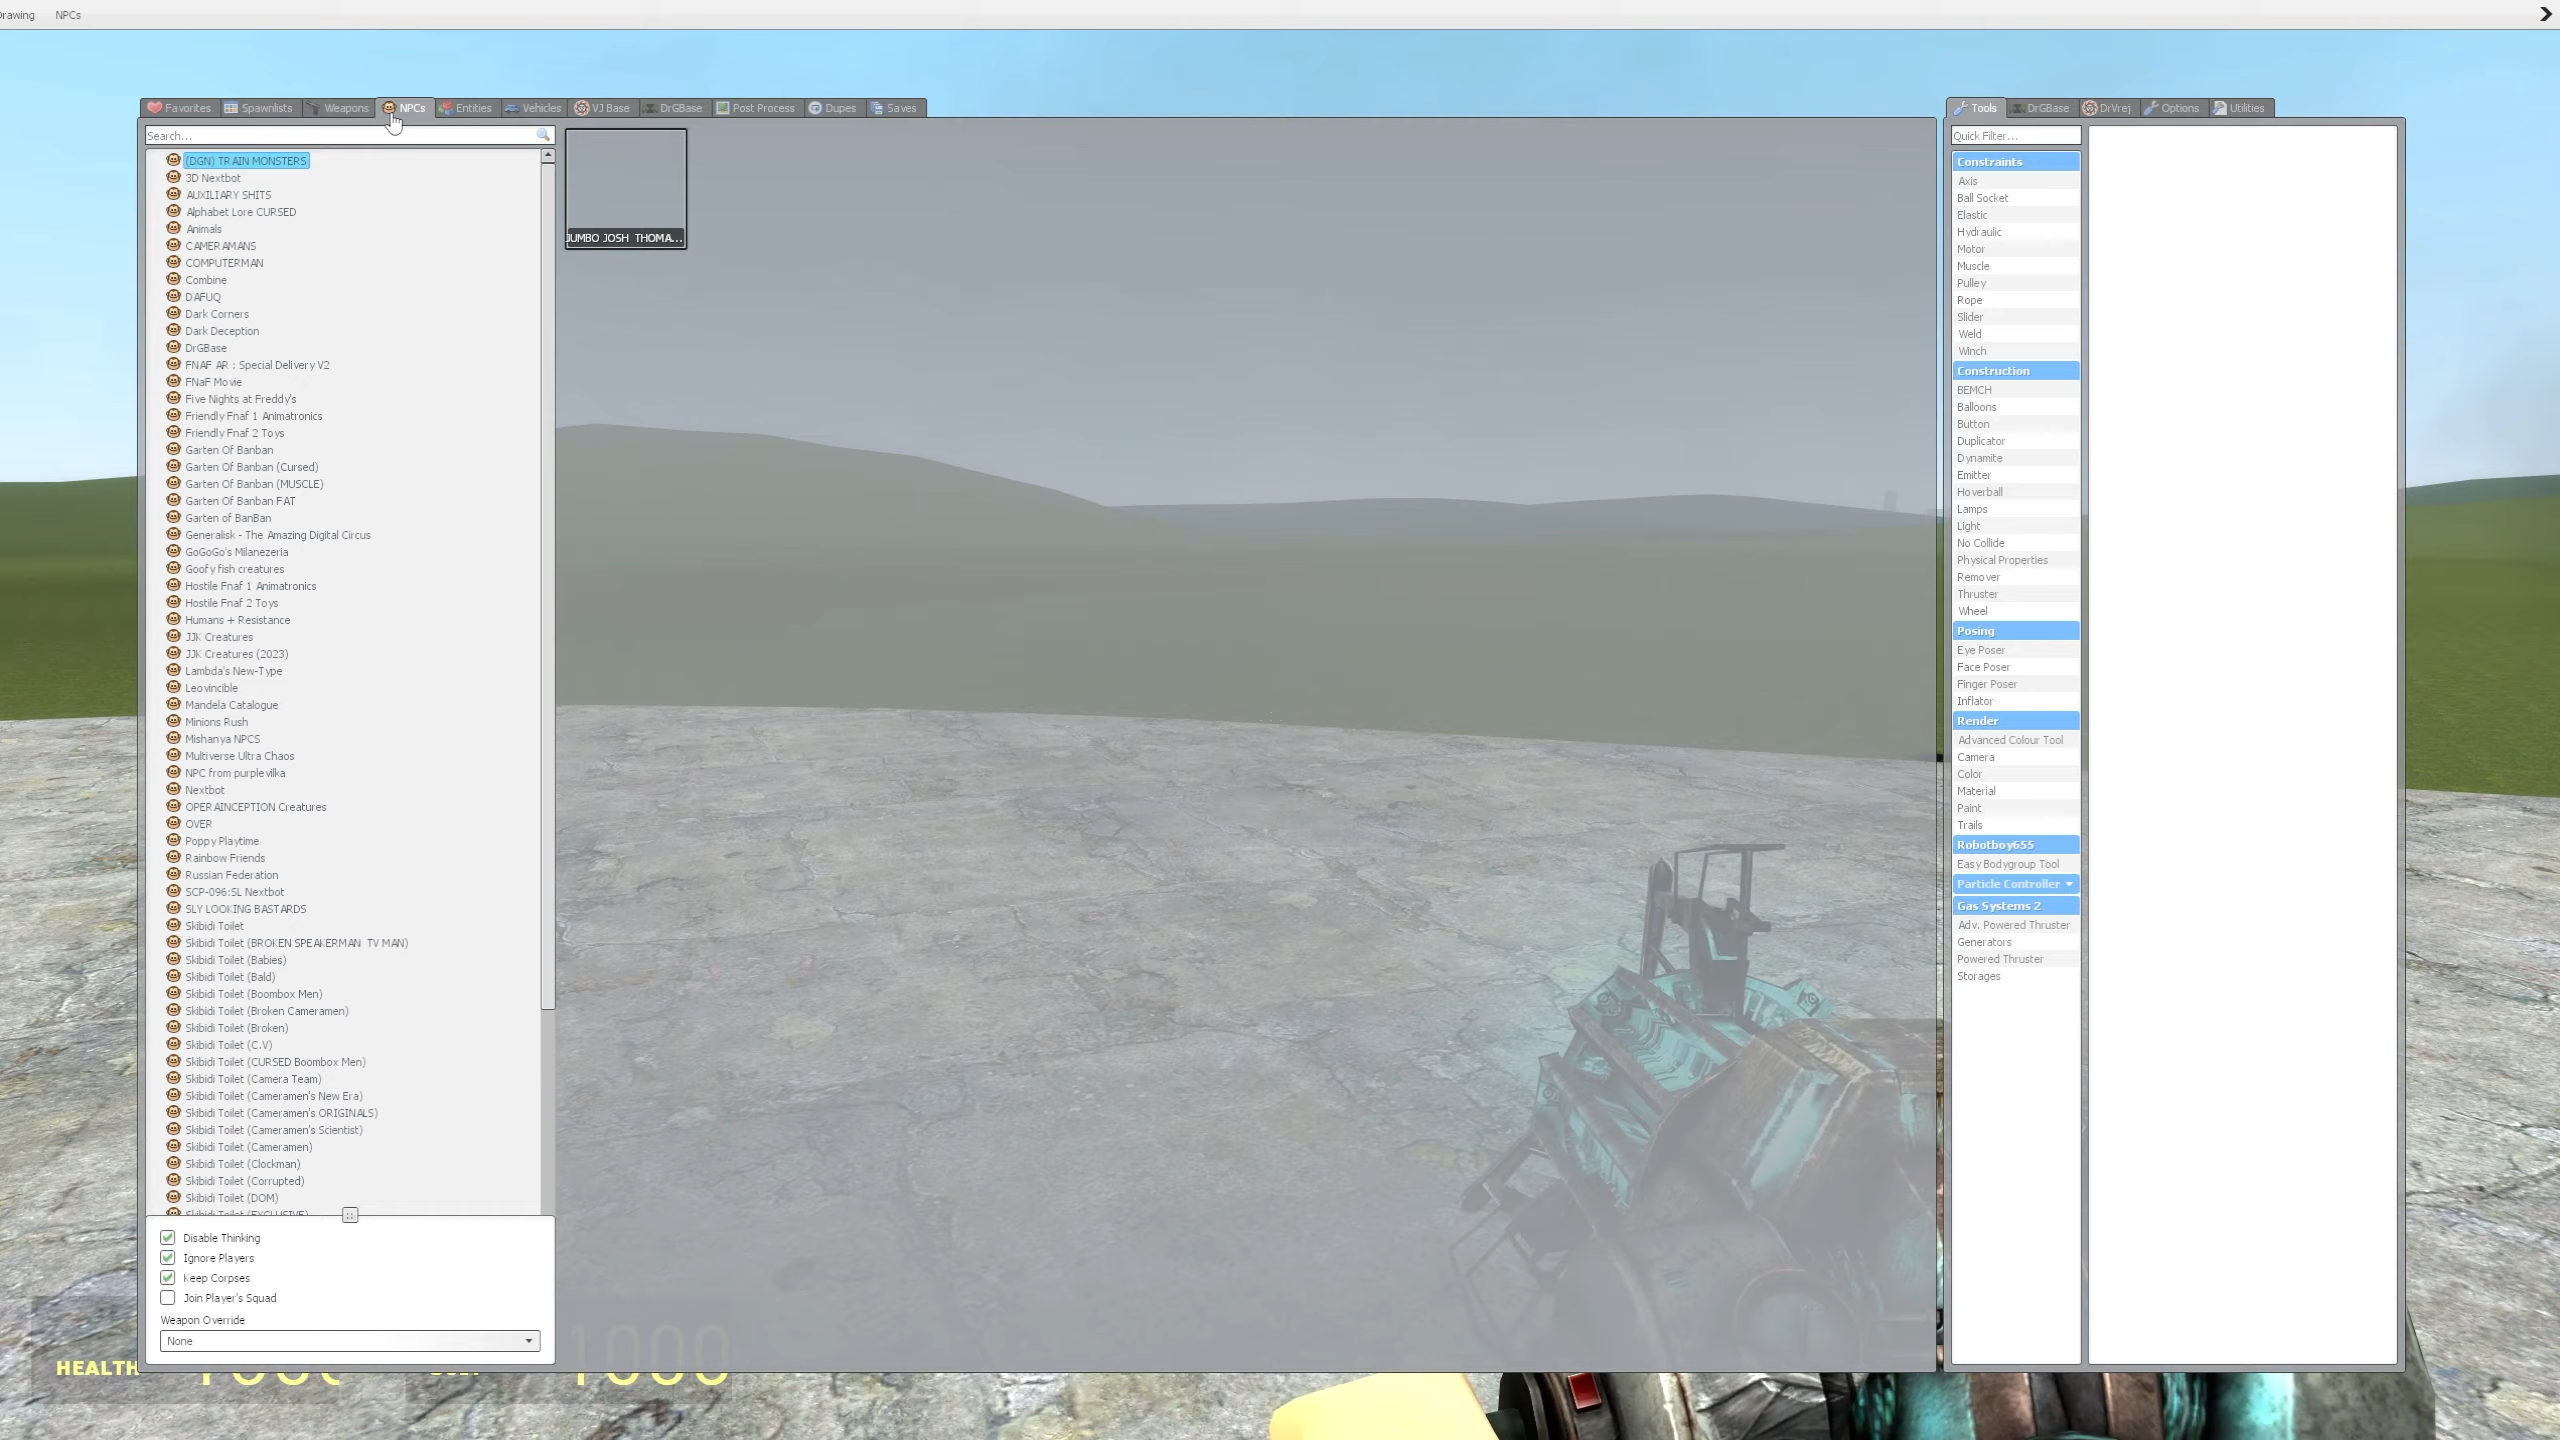 Drawing NPCs
Favorites Spawnlists Weapons NPCs Entities Vehicles VJ Base DrGBase Post Process Dupes Saves
Search...
(DGN) TRAIN MONSTERS
3D Nextbot
AUXILIARY SHITS
Alphabet Lore CURSED
Animals
CAMERAMANS
COMPUTERMAN
Combine
DAFUQ
Dark Corners
Dark Deception
DrGBase
FNAF AR : Special Delivery V2
FNaF Movie
Five Nights at Freddy's
Friendly Fnaf 1 Animatronics
Friendly Fnaf 2 Toys
Garten Of Banban
Garten Of Banban (Cursed)
Garten Of Banban (MUSCLE)
Garten Of Banban FAT
Garten of BanBan
Generalisk - The Amazing Digital Circus
GoGoGo's Milanezeria
Goofy fish creatures
Hostile Fnaf 1 Animatronics
Hostile Fnaf 2 Toys
Humans + Resistance
JJK Creatures
JJK Creatures (2023)
Lambda's New-Type
Leovincible
Mandela Catalogue
Minions Rush
Mishanya NPCS
Multiverse Ultra Chaos
NPC from purplevilka
Nextbot
OPERAINCEPTION Creatures
OVER
Poppy Playtime
Rainbow Friends
Russian Federation
SCP-096:SL Nextbot
SLY LOOKING BASTARDS
Skibidi Toilet
Skibidi Toilet (BROKEN SPEAKERMAN TV MAN)
Skibidi Toilet (Babies)
Skibidi Toilet (Bald)
Skibidi Toilet (Boombox Men)
Skibidi Toilet (Broken Cameramen)
Skibidi Toilet (Broken)
Skibidi Toilet (C.V)
Skibidi Toilet (CURSED Boombox Men)
Skibidi Toilet (Camera Team)
Skibidi Toilet (Cameramen's New Era)
Skibidi Toilet (Cameramen's ORIGINALS)
Skibidi Toilet (Cameramen's Scientist)
Skibidi Toilet (Cameramen)
Skibidi Toilet (Clockman)
Skibidi Toilet (Corrupted)
Skibidi Toilet (DOM)
Skibidi Toilet (EXCLUSIVE)
Disable Thinking
Ignore Players
Keep Corpses
Join Player's Squad
Weapon Override
None
HEALTH 1000
JUMBO JOSH THOMA...
Tools DrGBase DrVrej Options Utilities
Quick Filter...
Constraints
Axis
Ball Socket
Elastic
Hydraulic
Motor
Muscle
Pulley
Rope
Slider
Weld
Winch
Construction
BEMCH
Balloons
Button
Duplicator
Dynamite
Emitter
Hoverball
Lamps
Light
No Collide
Physical Properties
Remover
Thruster
Wheel
Posing
Eye Poser
Face Poser
Finger Poser
Inflator
Render
Advanced Colour Tool
Camera
Color
Material
Paint
Trails
Robotboy655
Easy Bodygroup Tool
Particle Controller
Gas Systems 2
Adv. Powered Thruster
Generators
Powered Thruster
Storages